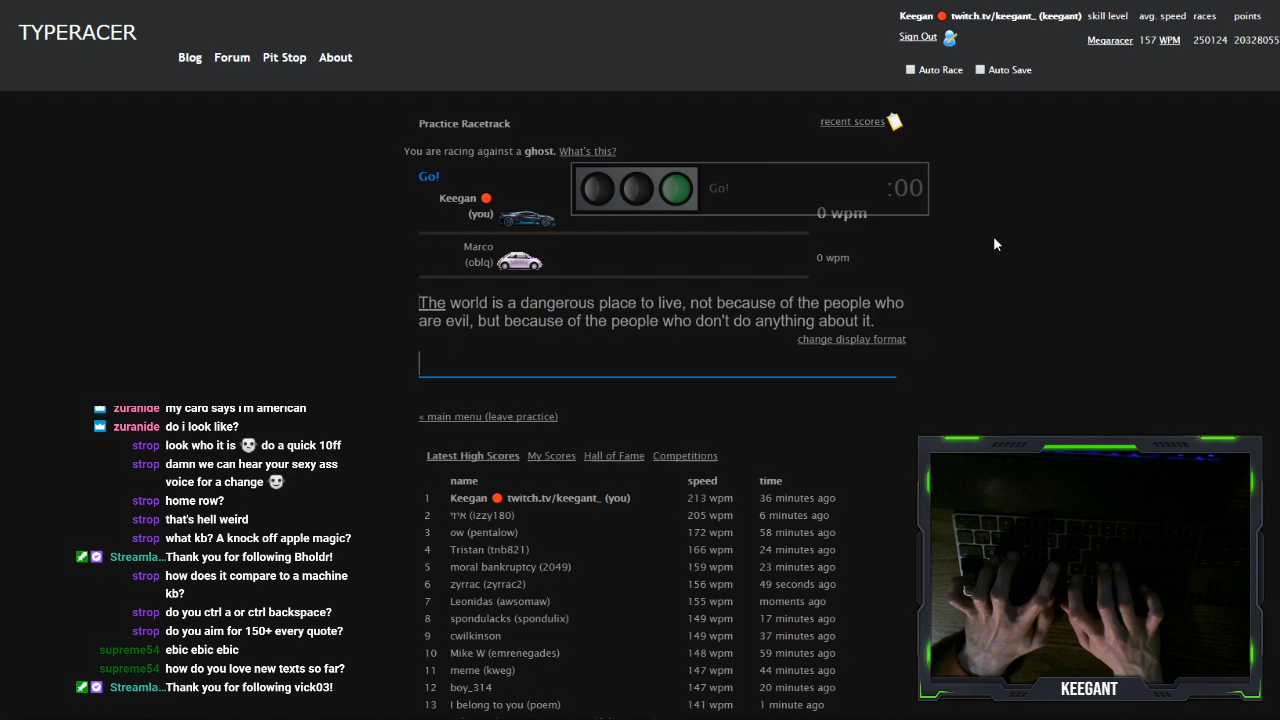 TYPERACER
Blog Forum Pit Stop About
Keegan twitch.tv/keegant_ (keegant) skill level avg. speed races points
Sign Out Megaracer 157 WPM 250124 20328055
Auto Race Auto Save
Practice Racetrack
recent scores
You are racing against a ghost. What's this?
Go!
Go! :00
Keegan
(you)
0 wpm
Marco
(oblq)
0 wpm
The world is a dangerous place to live, not because of the people who
are evil, but because of the people who don't do anything about it.
change display format
« main menu (leave practice)
Latest High Scores My Scores Hall of Fame Competitions
name speed time
1 Keegan twitch.tv/keegant_ (you) 213 wpm 36 minutes ago
2 איזי (izzy180) 205 wpm 6 minutes ago
3 ow (pentalow) 172 wpm 58 minutes ago
4 Tristan (tnb821) 166 wpm 24 minutes ago
5 moral bankruptcy (2049) 159 wpm 23 minutes ago
6 zyrrac (zyrrac2) 156 wpm 49 seconds ago
7 Leonidas (awsomaw) 155 wpm moments ago
8 spondulacks (spondulix) 149 wpm 17 minutes ago
9 cwilkinson 149 wpm 37 minutes ago
10 Mike W (emrenegades) 148 wpm 59 minutes ago
11 meme (kweg) 147 wpm 44 minutes ago
12 boy_314 147 wpm 20 minutes ago
13 I belong to you (poem) 141 wpm 1 minute ago
zuranide my card says i'm american
zuranide do i look like?
strop look who it is do a quick 10ff
strop damn we can hear your sexy ass
voice for a change
strop home row?
strop that's hell weird
strop what kb? A knock off apple magic?
Streamla... Thank you for following Bholdr!
strop how does it compare to a machine
kb?
strop do you ctrl a or ctrl backspace?
strop do you aim for 150+ every quote?
supreme54 ebic ebic ebic
supreme54 how do you love new texts so far?
Streamla... Thank you for following vick03!
KEEGANT